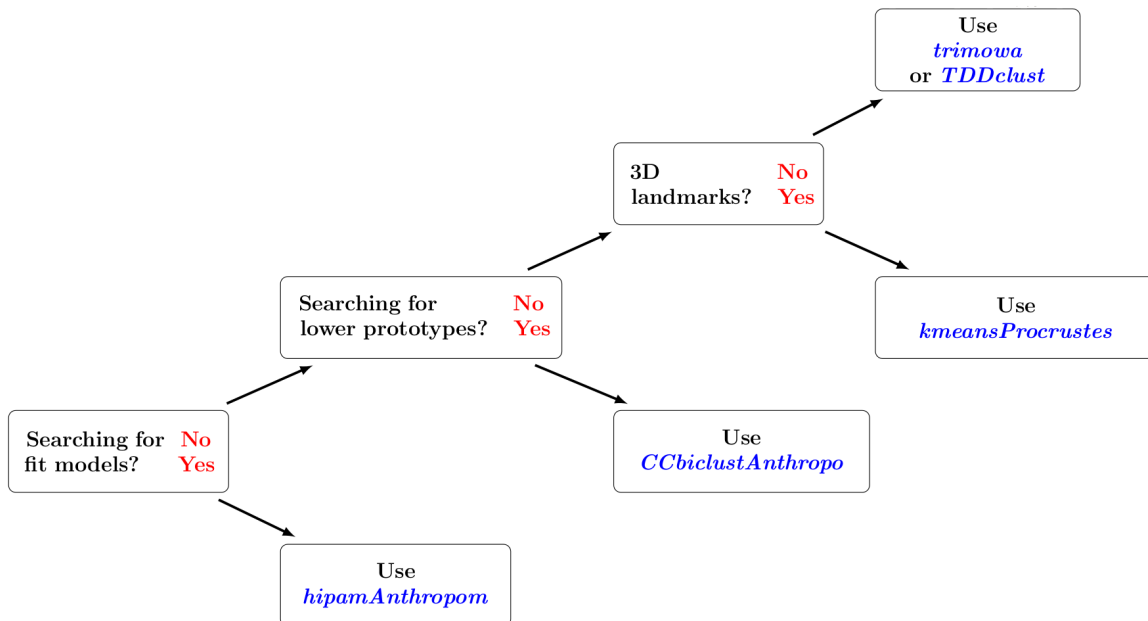 Use
trimowa
or TDDclust
3D No
landmarks? Yes
Searching for No
lower prototypes? Yes
Use
kmeansProcrustes
Searching for No
fit models? Yes
Use
CCbiclustAnthropo
Use
hipamAnthropom